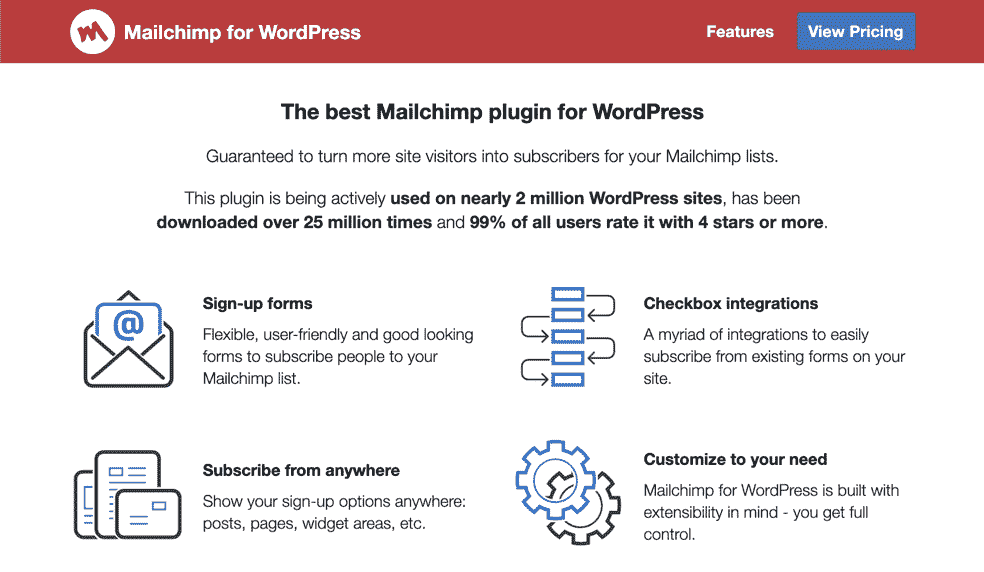 Mailchimp for WordPress
Features
View Pricing
The best Mailchimp plugin for WordPress
Guaranteed to turn more site visitors into subscribers for your Mailchimp lists.
This plugin is being actively used on nearly 2 million WordPress sites, has been
downloaded over 25 million times and 99% of all users rate it with 4 stars or more.
@
Sign-up forms
Flexible, user-friendly and good looking
forms to subscribe people to your
Mailchimp list.
Checkbox integrations
A myriad of integrations to easily
subscribe from existing forms on your
site.
Subscribe from anywhere
Show your sign-up options anywhere:
posts, pages, widget areas, etc.
Customize to your need
Mailchimp for WordPress is built with
extensibility in mind - you get full
control.